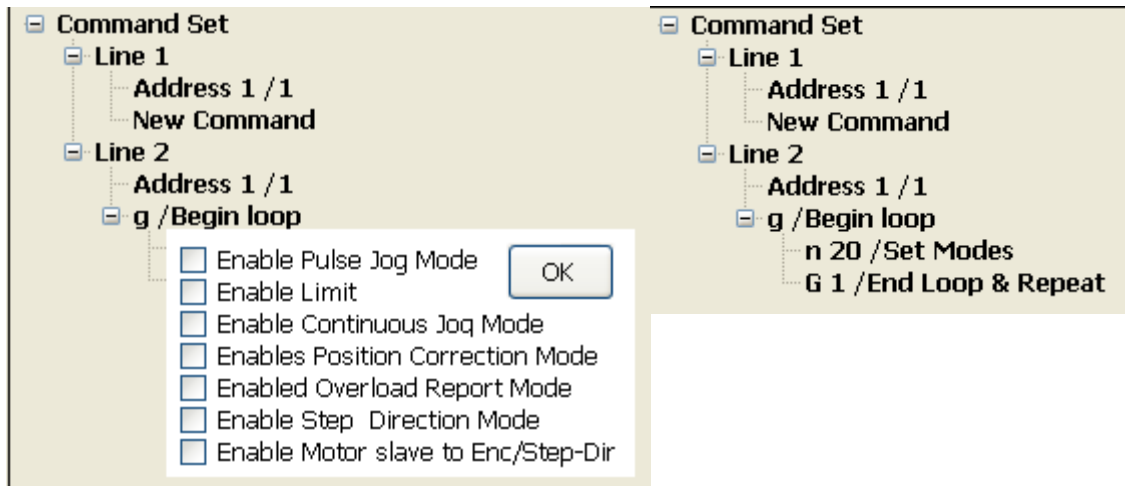 Command Set
Line 1
Address 1 /1
New Command
Line 2
Address 1 /1
g /Begin loop
Enable Pulse Jog Mode
OK
Enable Limit
Enable Continuous Joq Mode
Enables Position Correction Mode
Enabled Overload Report Mode
Enable Step Direction Mode
Enable Motor slave to Enc/Step-Dir
Command Set
Line 1
Address 1 /1
New Command
Line 2
Address 1 /1
g /Begin loop
n 20 /Set Modes
G 1 /End Loop & Repeat